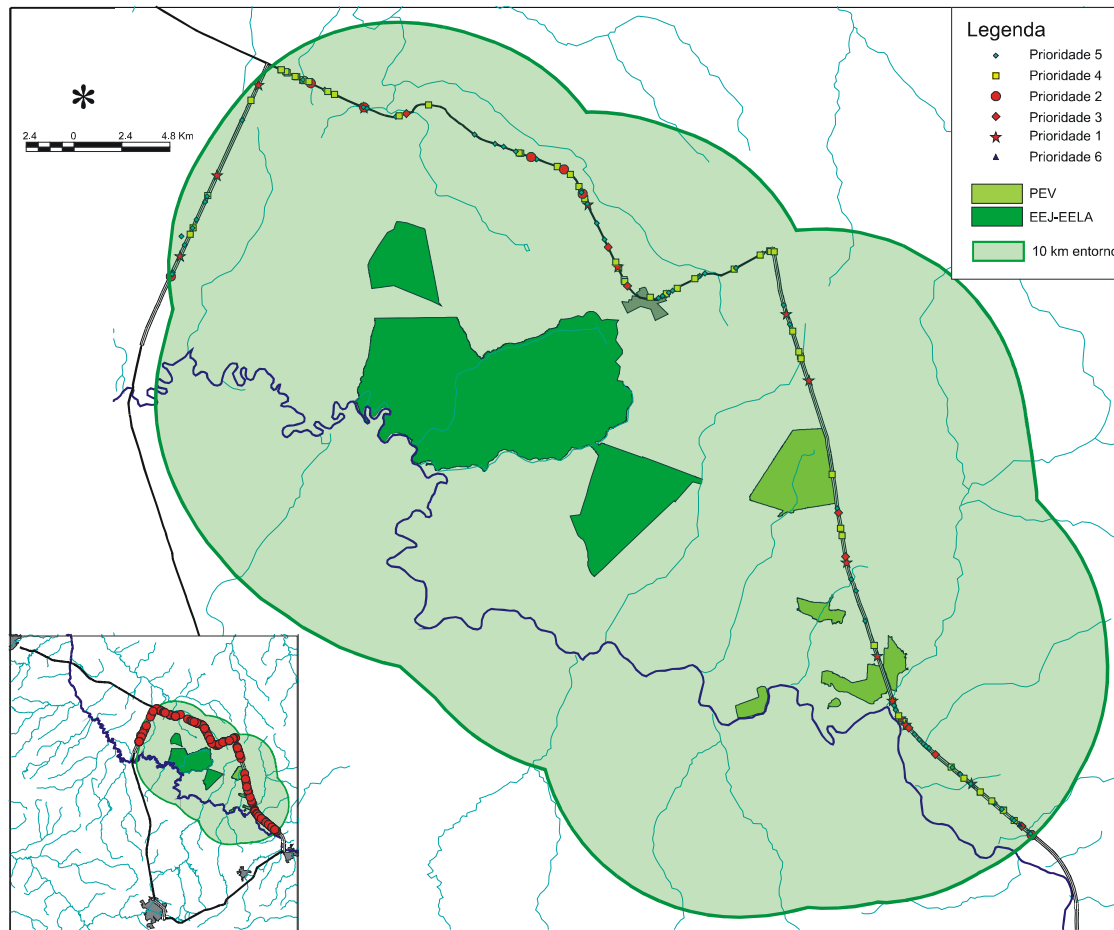 Legenda
Prioridade 5
Prioridade 4
Prioridade 2
Prioridade 3
Prioridade 1
Prioridade 6
PEV
EEJ-EELA
10 km entorno
2.4 0 2.4 4.8 Km